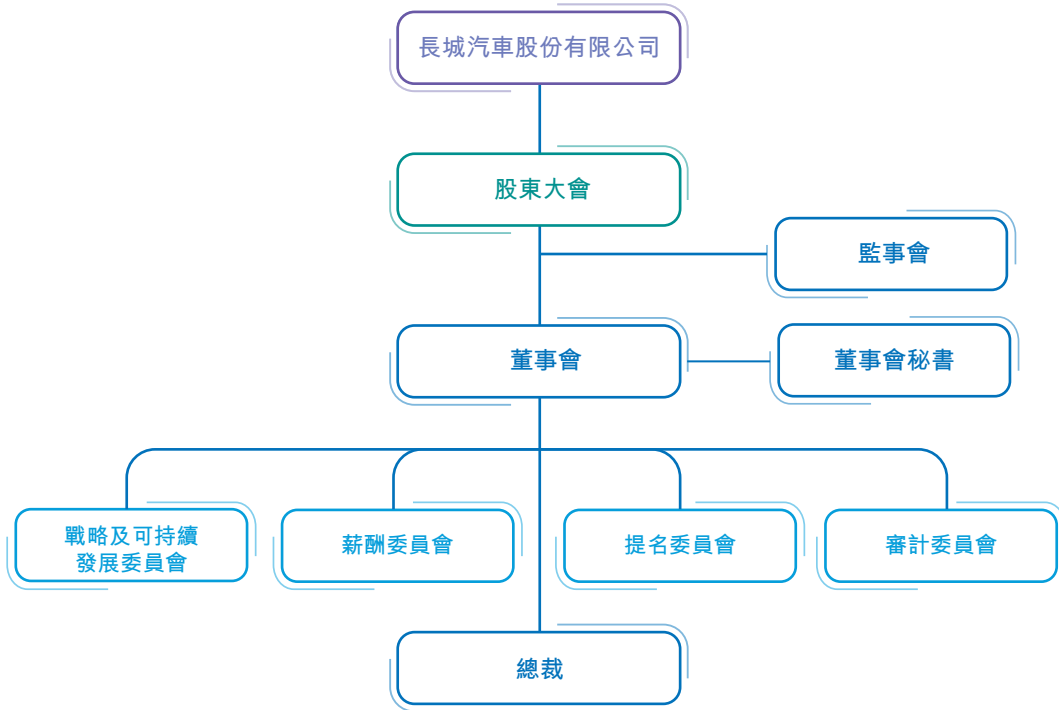 長城汽車股份有限公司
股東大會
監事會
董事會
董事會秘書
戰略及可持續
發展委員會
薪酬委員會
提名委員會
審計委員會
總裁